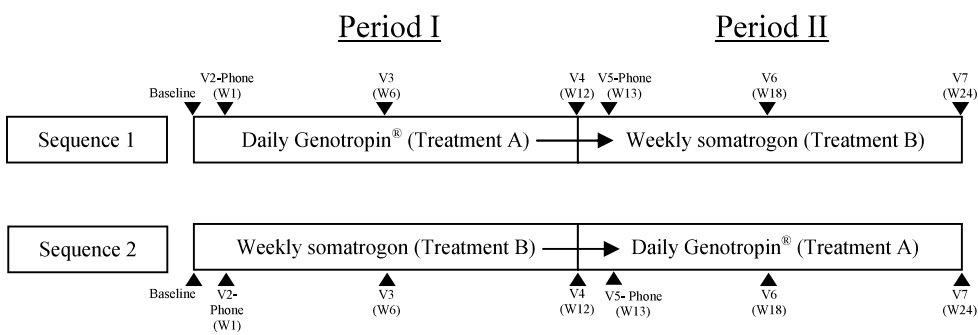 Period I Period II
V2-Phone V3 V4 V5-Phone V6 V7
Baseline (W1) (W6) (W12) (W13) (W18) (W24)
Sequence 1 Daily Genotropin® (Treatment A) Weekly somatrogon (Treatment B)
Sequence 2 Weekly somatrogon (Treatment B) Daily Genotropin® (Treatment A)
Baseline V2- V3 V4 V5- Phone V6 V7
Phone (W6) (W12) (W13) (W18) (W24)
(W1)